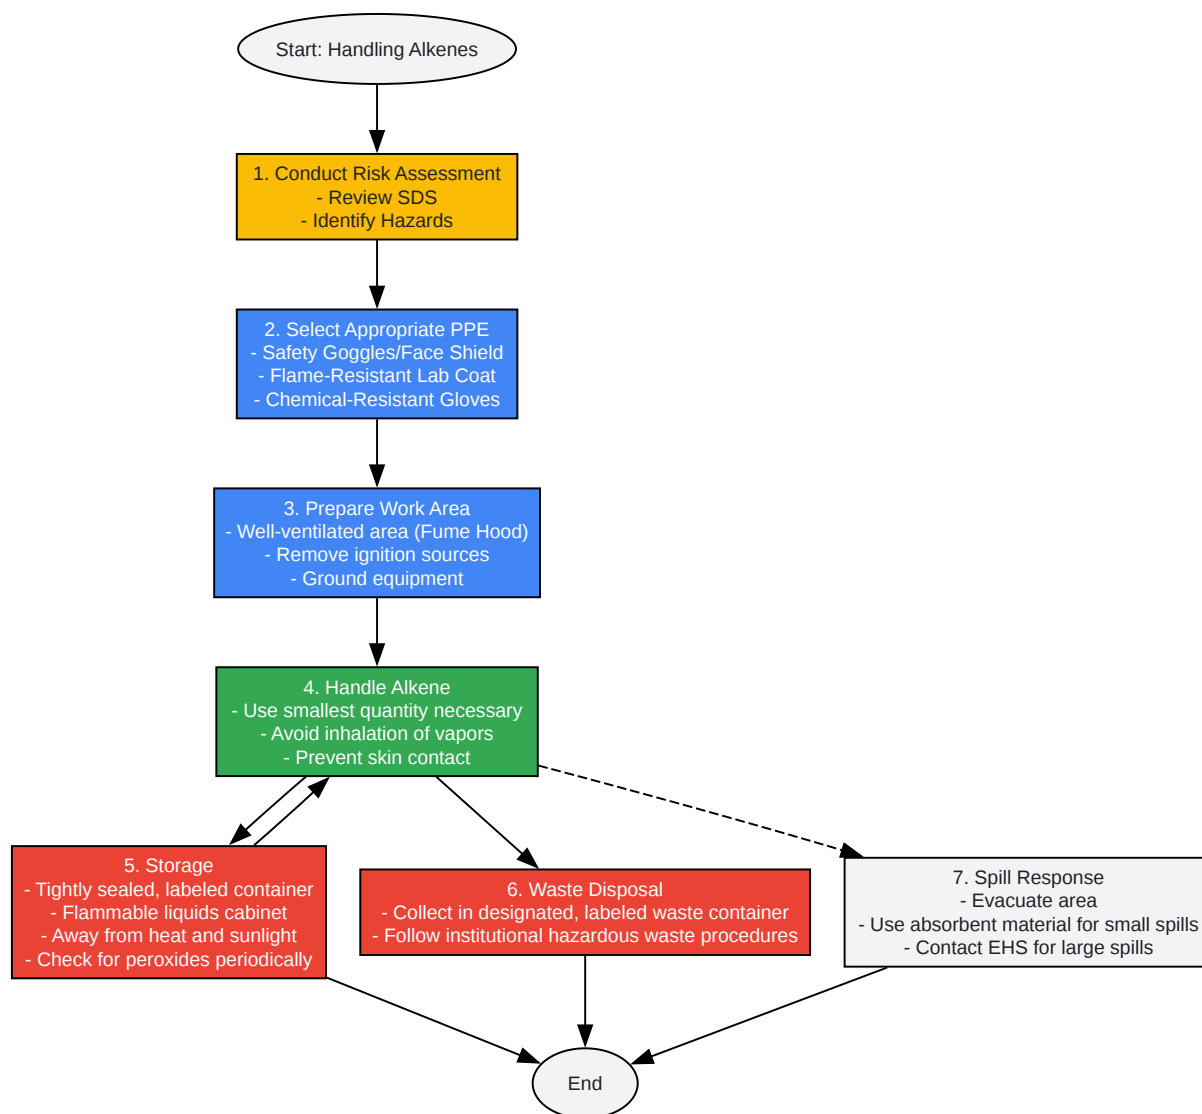 Start: Handling Alkenes
1. Conduct Risk Assessment
- Review SDS
- Identify Hazards
2. Select Appropriate PPE
- Safety Goggles/Face Shield
- Flame-Resistant Lab Coat
- Chemical-Resistant Gloves
3. Prepare Work Area
- Well-ventilated area (Fume Hood)
- Remove ignition sources
- Ground equipment
4. Handle Alkene
- Use smallest quantity necessary
- Avoid inhalation of vapors
- Prevent skin contact
5. Storage
- Tightly sealed, labeled container
- Flammable liquids cabinet
- Away from heat and sunlight
- Check for peroxides periodically
6. Waste Disposal
- Collect in designated, labeled waste container
- Follow institutional hazardous waste procedures
7. Spill Response
- Evacuate area
- Use absorbent material for small spills
- Contact EHS for large spills
End